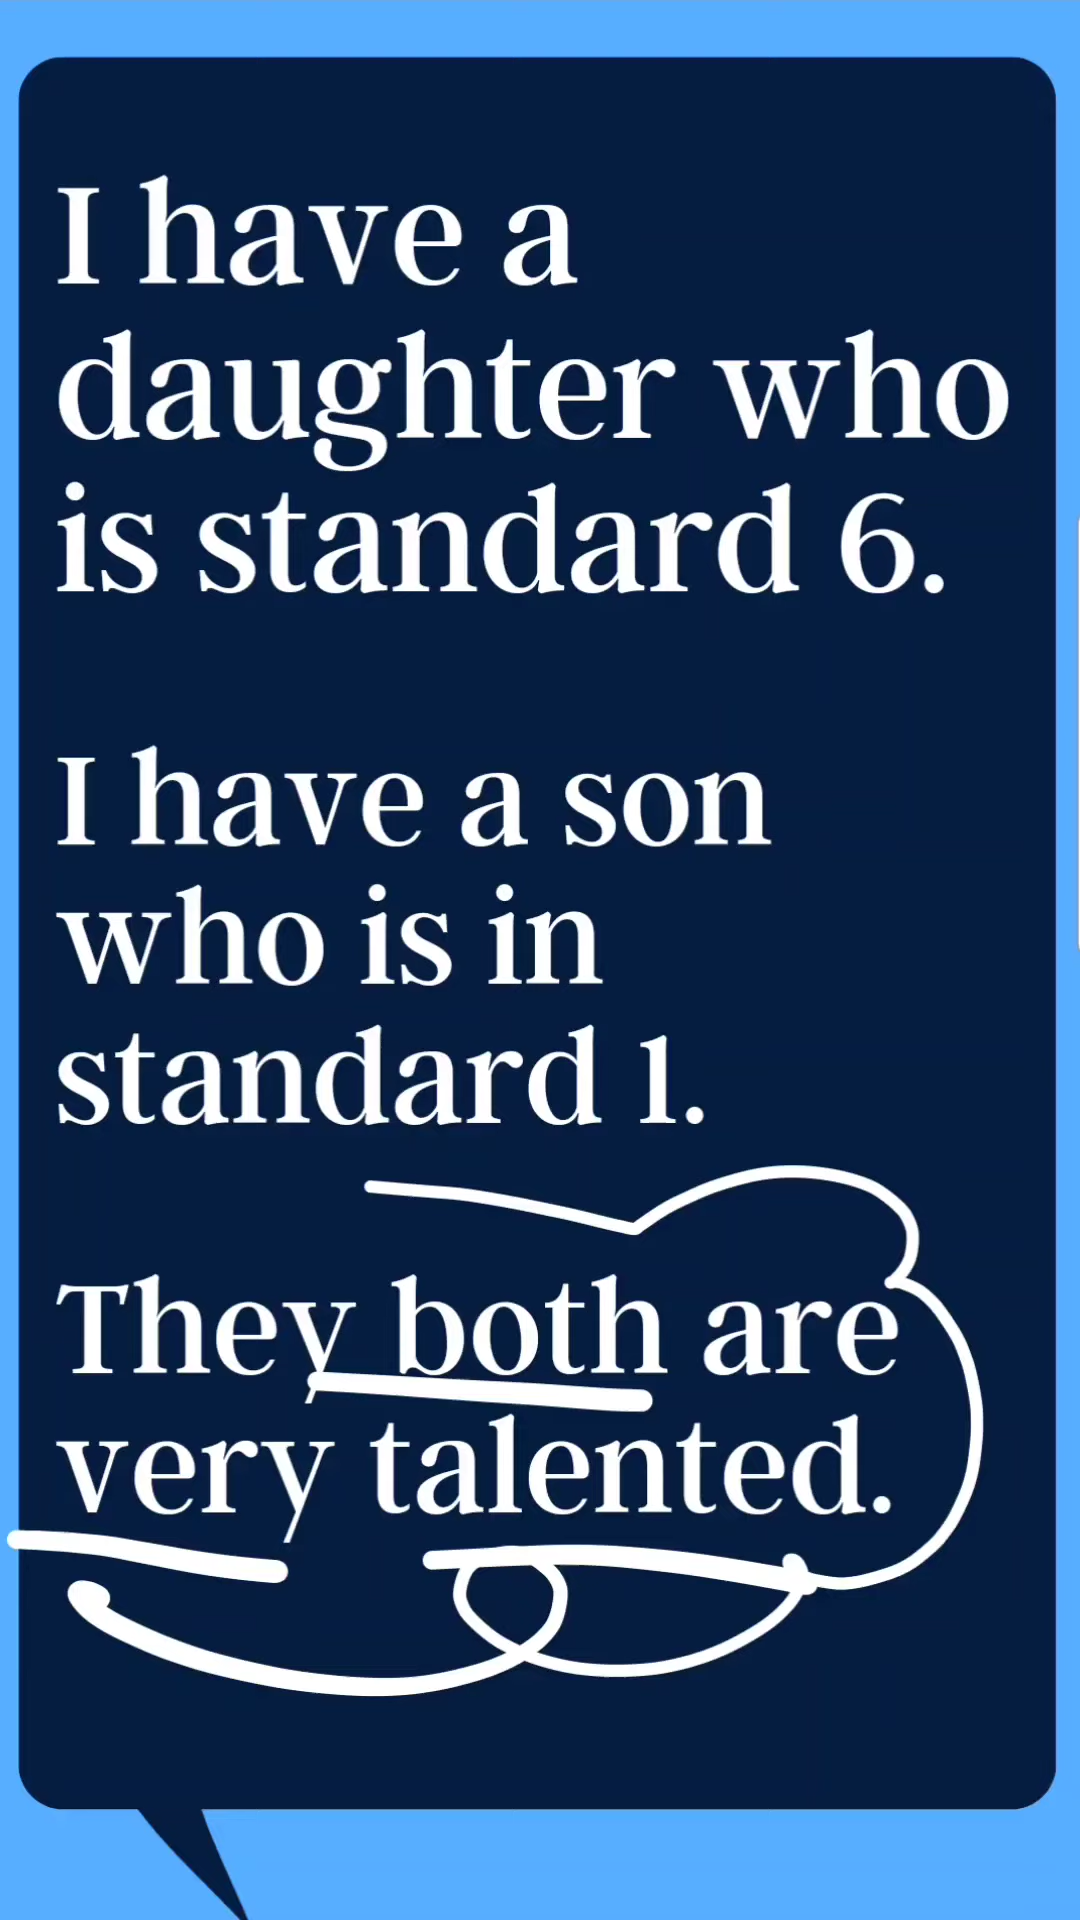 I have a
daughter who
is standard 6.
I have a son
who is in
standard 1.
They both are
very talented.